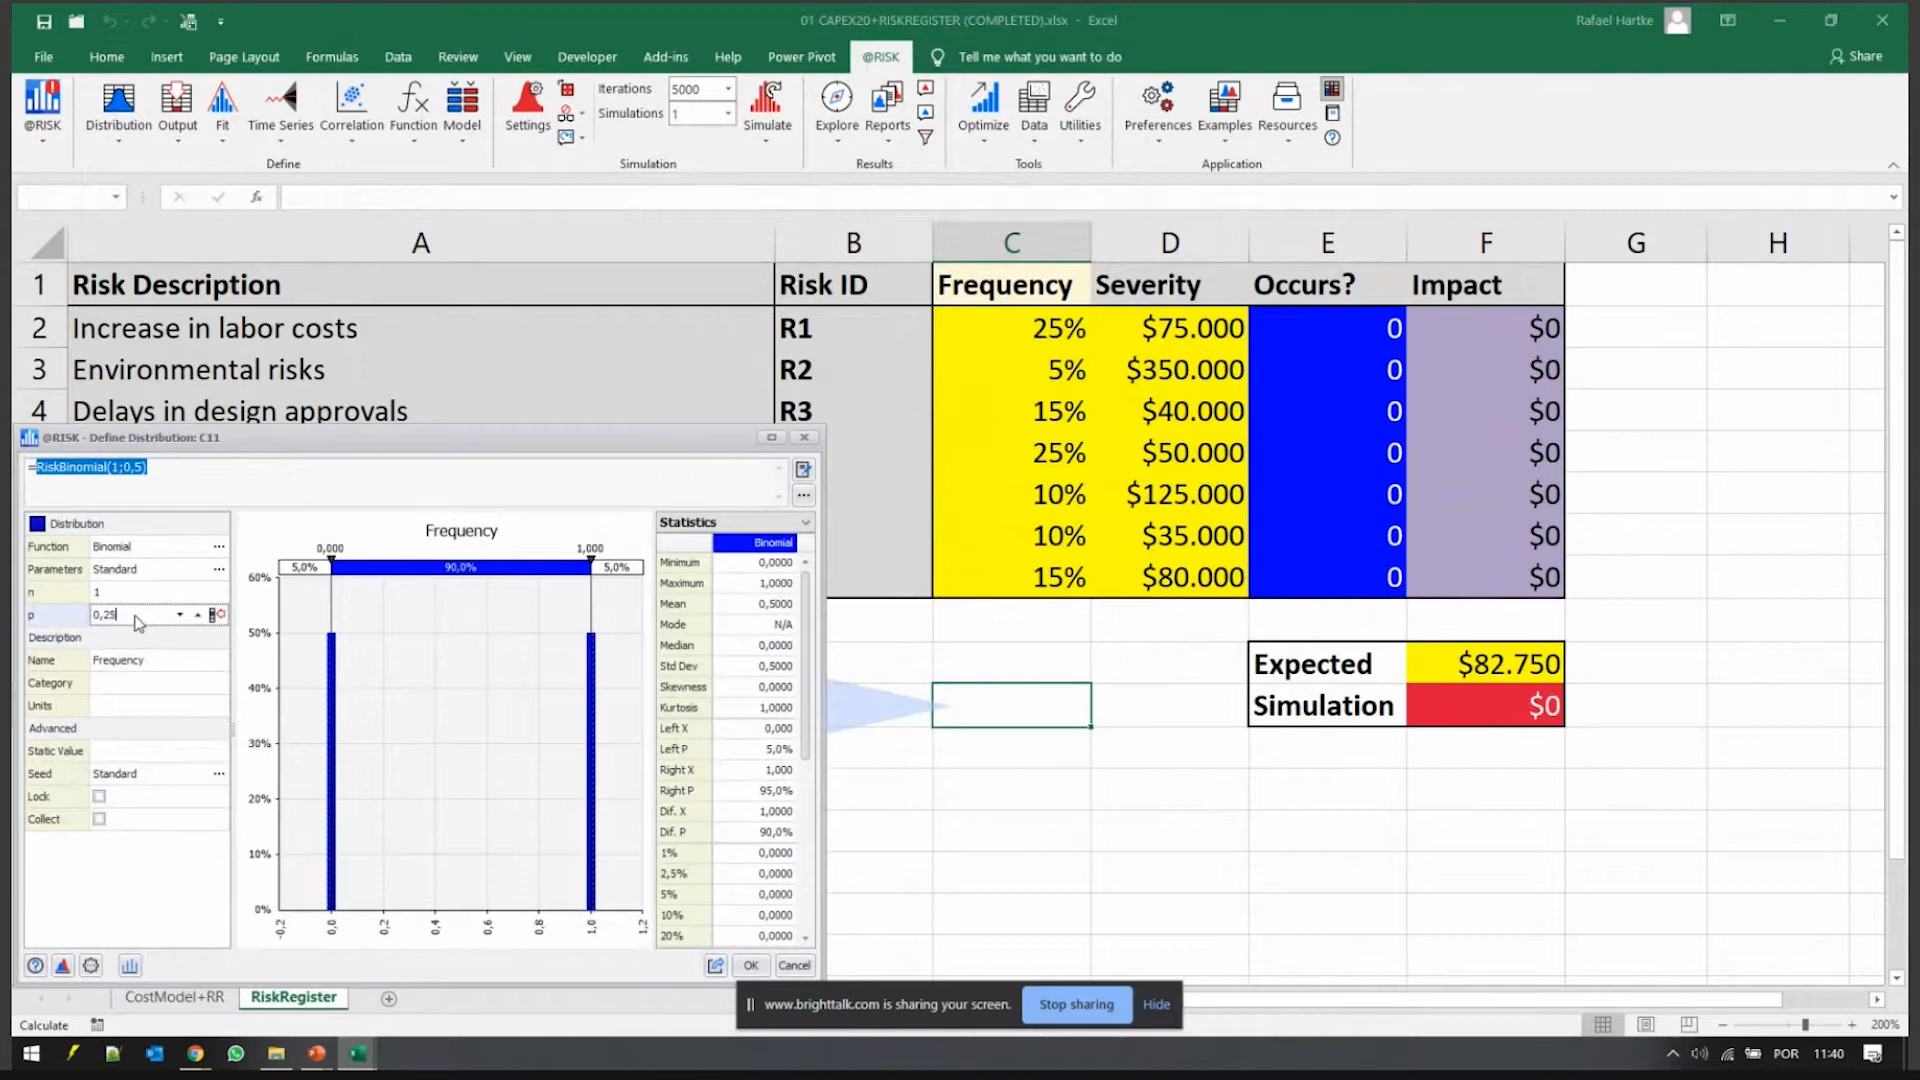 01 CAPEX20+RISKREGISTER (COMPLETED).xlsx - Excel
Rafael Hartke
File Home Insert Page Layout Formulas Data Review View Developer Add-ins Help Power Pivot @RISK Tell me what you want to do Share
Iterations 5000
Simulations 1
@RISK Distribution Output Fit Time Series Correlation Function Model Settings Simulate Explore Reports Optimize Data Utilities Preferences Examples Resources
Define Simulation Results Tools Application
fx
A B C D E F G H
1 Risk Description Risk ID Frequency Severity Occurs? Impact
2 Increase in labor costs R1 25% $75.000 0 $0
3 Environmental risks R2 5% $350.000 0 $0
4 Delays in design approvals R3 15% $40.000 0 $0
25% $50.000 0 $0
10% $125.000 0 $0
10% $35.000 0 $0
15% $80.000 0 $0
Expected $82.750
Simulation $0
@RISK - Define Distribution: C11
=RiskBinomial(1;0,5)
Distribution
Function Binomial ...
Parameters Standard ...
n 1
p 0,25
Description
Name Frequency
Category
Units
Advanced
Static Value
Seed Standard ...
Lock
Collect
Frequency
0,000 1,000
5,0% 90,0% 5,0%
60%
50%
40%
30%
20%
10%
0%
-0,2 0,0 0,2 0,4 0,6 0,8 1,0 1,2
Statistics
Binomial
Minimum 0,0000
Maximum 1,0000
Mean 0,5000
Mode N/A
Median 0,0000
Std Dev 0,5000
Skewness 0,0000
Kurtosis 1,0000
Left X 0,000
Left P 5,0%
Right X 1,000
Right P 95,0%
Dif. X 1,0000
Dif. P 90,0%
1% 0,0000
2,5% 0,0000
5% 0,0000
10% 0,0000
20% 0,0000
OK Cancel
CostModel+RR RiskRegister
www.brighttalk.com is sharing your screen. Stop sharing Hide
Calculate
200%
POR 11:40